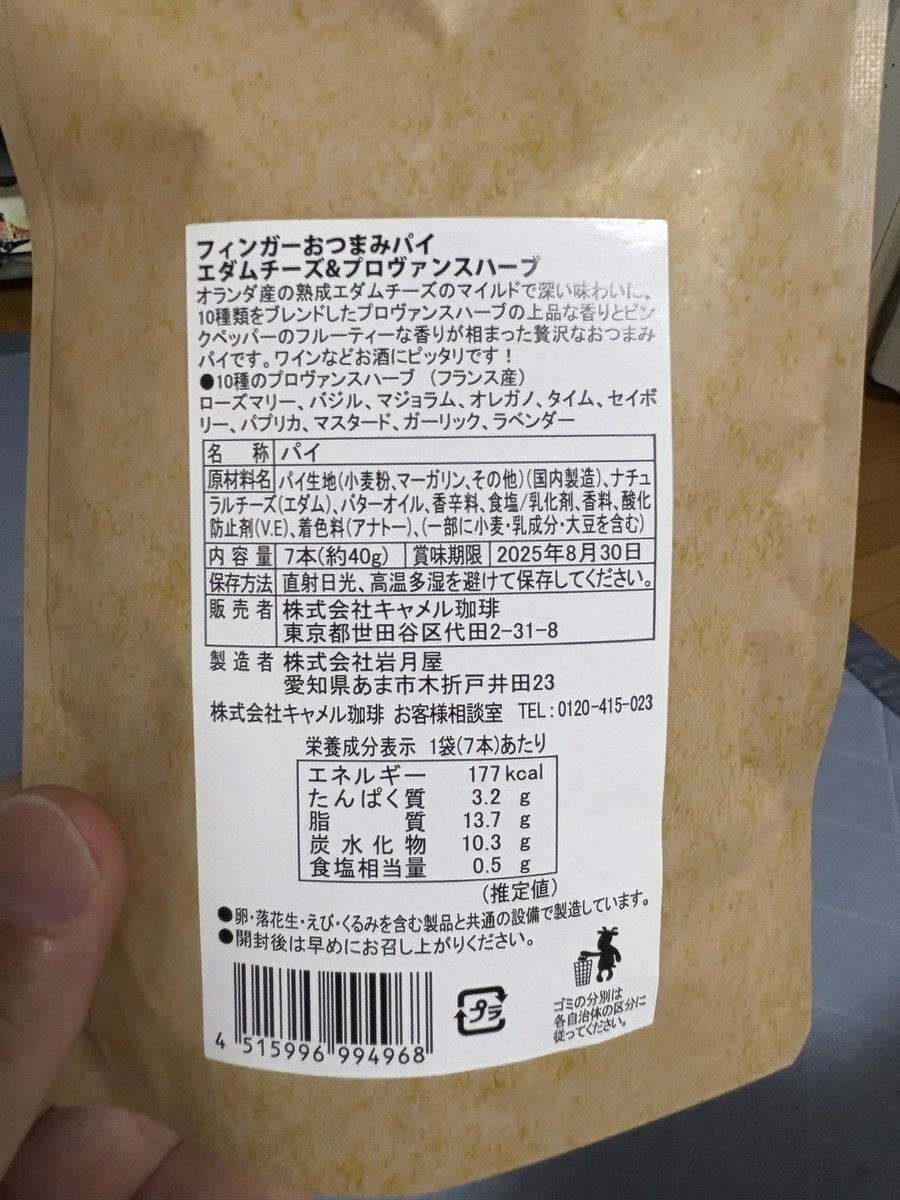 フィンガーおつまみパイ
エダムチーズ&プロヴァンスハーブ
オランダ産の熟成エダムチーズのマイルドで深い味わいに、
10種類をブレンドしたプロヴァンスハーブの上品な香りとピン
クペッパーのフルーティーな香りが相まった贅沢なおつまみ
パイです。ワインなどお酒にピッタリです！
●10種のプロヴァンスハーブ （フランス産）
ローズマリー、バジル、マジョラム、オレガノ、タイム、セイボ
リー、パプリカ、マスタード、ガーリック、ラベンダー
名称 パイ
原材料名 パイ生地(小麦粉、マーガリン、その他)(国内製造)、ナチュ
ラルチーズ(エダム)、バターオイル、香辛料、食塩/乳化剤、香料、酸化
防止剤(V.E)、着色料(アナトー)、(一部に小麦・乳成分・大豆を含む)
内容量 7本(約40g) 賞味期限 2025年8月30日
保存方法 直射日光、高温多湿を避けて保存してください。
販売者 株式会社キャメル珈琲
東京都世田谷区代田2-31-8
製造者 株式会社岩月屋
愛知県あま市木折戸井田23
株式会社キャメル珈琲 お客様相談室 TEL:0120-415-023
栄養成分表示 1袋(7本)あたり
エネルギー 177kcal
たんぱく質 3.2 g
脂質 13.7 g
炭水化物 10.3 g
食塩相当量 0.5 g
(推定値)
●卵・落花生・えび・くるみを含む製品と共通の設備で製造しています。
●開封後は早めにお召し上がりください。
プラ
ゴミの分別は
各自治体の区分に
従ってください。
4 515996 994968